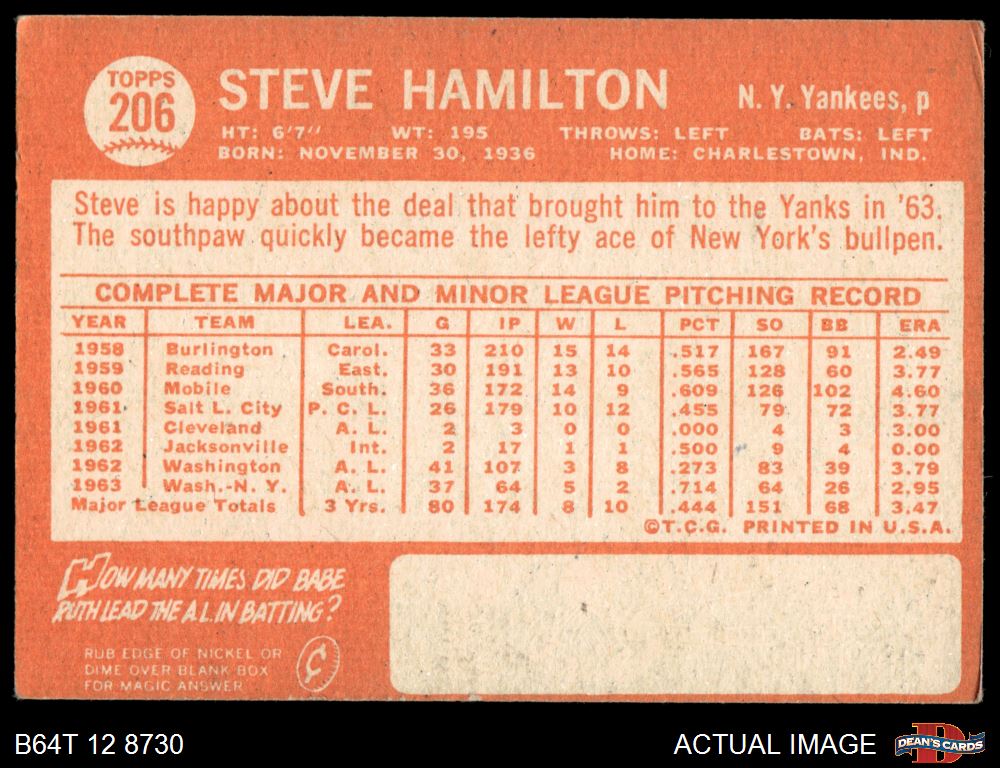 TOPPS
206
STEVE HAMILTON
N. Y. Yankees, p
HT: 6'7" WT: 195 THROWS: LEFT BATS: LEFT
BORN: NOVEMBER 30, 1936 HOME: CHARLESTOWN, IND.
Steve is happy about the deal that brought him to the Yanks in '63.
The southpaw quickly became the lefty ace of New York's bullpen.
COMPLETE MAJOR AND MINOR LEAGUE PITCHING RECORD
YEAR TEAM LEA. G IP W L PCT SO BB ERA
1958 Burlington Carol. 33 210 15 14 .517 167 91 2.49
1959 Reading East. 30 191 13 10 .565 128 60 3.77
1960 Mobile South. 36 172 14 9 .609 126 102 4.60
1961 Salt L. City P. C. L. 26 179 10 12 .455 79 72 3.77
1961 Cleveland A. L. 2 3 0 0 .000 4 3 3.00
1962 Jacksonville Int. 2 17 1 1 .500 9 4 0.00
1962 Washington A. L. 41 107 3 8 .273 83 39 3.79
1963 Wash.-N. Y. A. L. 37 64 5 2 .714 64 26 2.95
Major League Totals 3 Yrs. 80 174 8 10 .444 151 68 3.47
©T.C.G. PRINTED IN U.S.A.
HOW MANY TIMES DID BABE
RUTH LEAD THE A.L. IN BATTING?
RUB EDGE OF NICKEL OR
DIME OVER BLANK BOX
FOR MAGIC ANSWER
¢
B64T 12 8730
ACTUAL IMAGE
D
DEAN'S CARDS